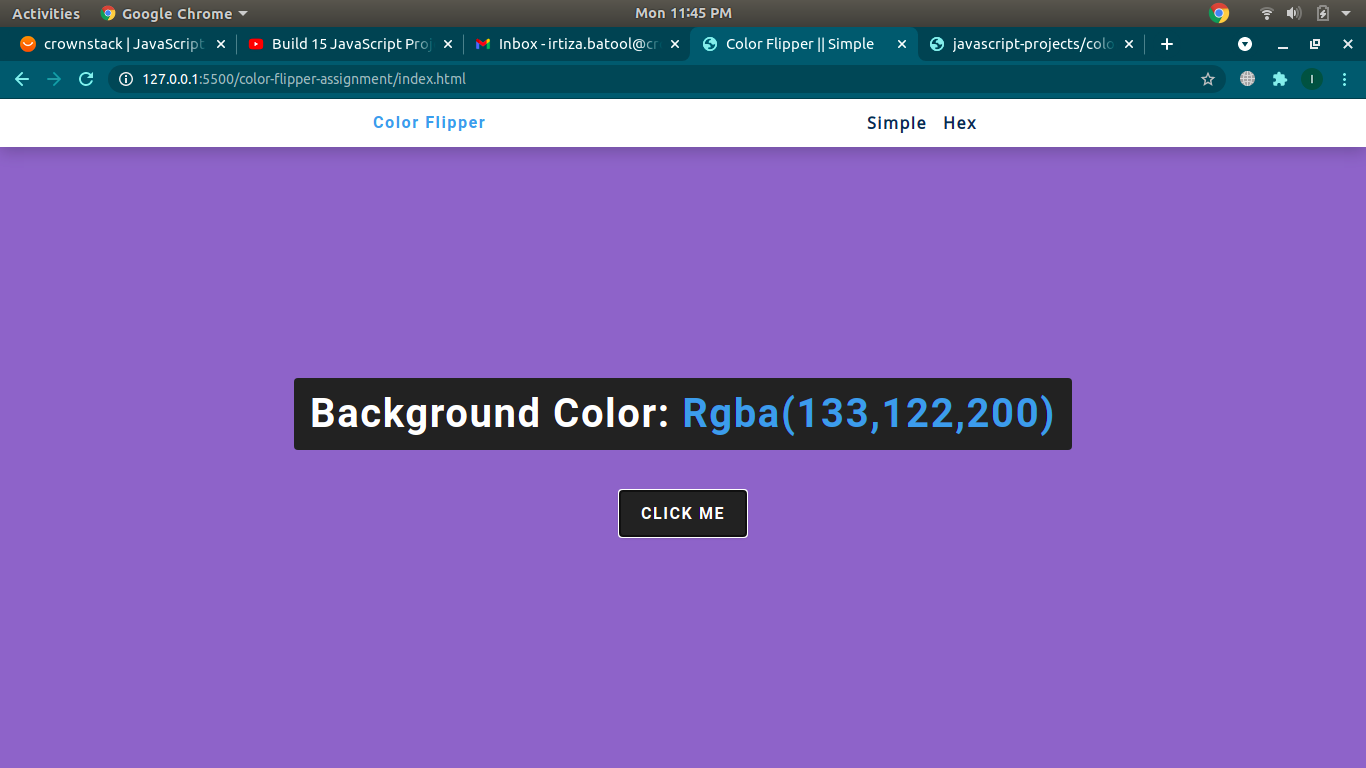 Activities Google Chrome Mon 11:45 PM
crownstack | JavaScript Build 15 JavaScript Proj Inbox - irtiza.batool@cr Color Flipper || Simple javascript-projects/colo
127.0.0.1:5500/color-flipper-assignment/index.html I
Color Flipper Simple Hex
Background Color: Rgba(133,122,200)
CLICK ME